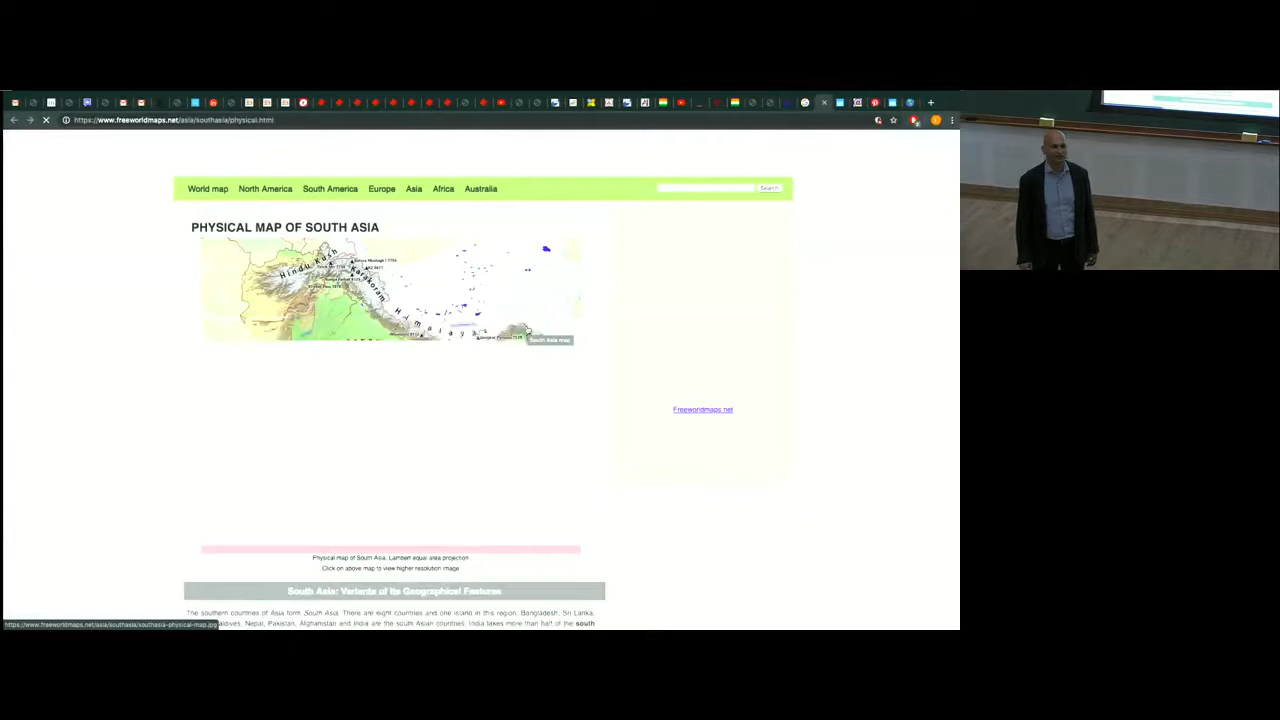 https://www.freeworldmaps.net/asia/southasia/physical.html
World map North America South America Europe Asia Africa Australia
Search
PHYSICAL MAP OF SOUTH ASIA
Hindu Kush
Karakoram
K2 8611
Himalayas
South Asia map
Freeworldmaps.net
Physical map of South Asia, Lambert equal area projection
Click on above map to view higher resolution image
South Asia: Variants of Its Geographical Features
The southern countries of Asia form South Asia. There are eight countries and one island in this region. Bangladesh, Sri Lanka,
Nepal, Pakistan, Afghanistan and India are the south Asian countries. India takes more than half of the south
https://www.freeworldmaps.net/asia/southasia/southasia-physical-map.jpg